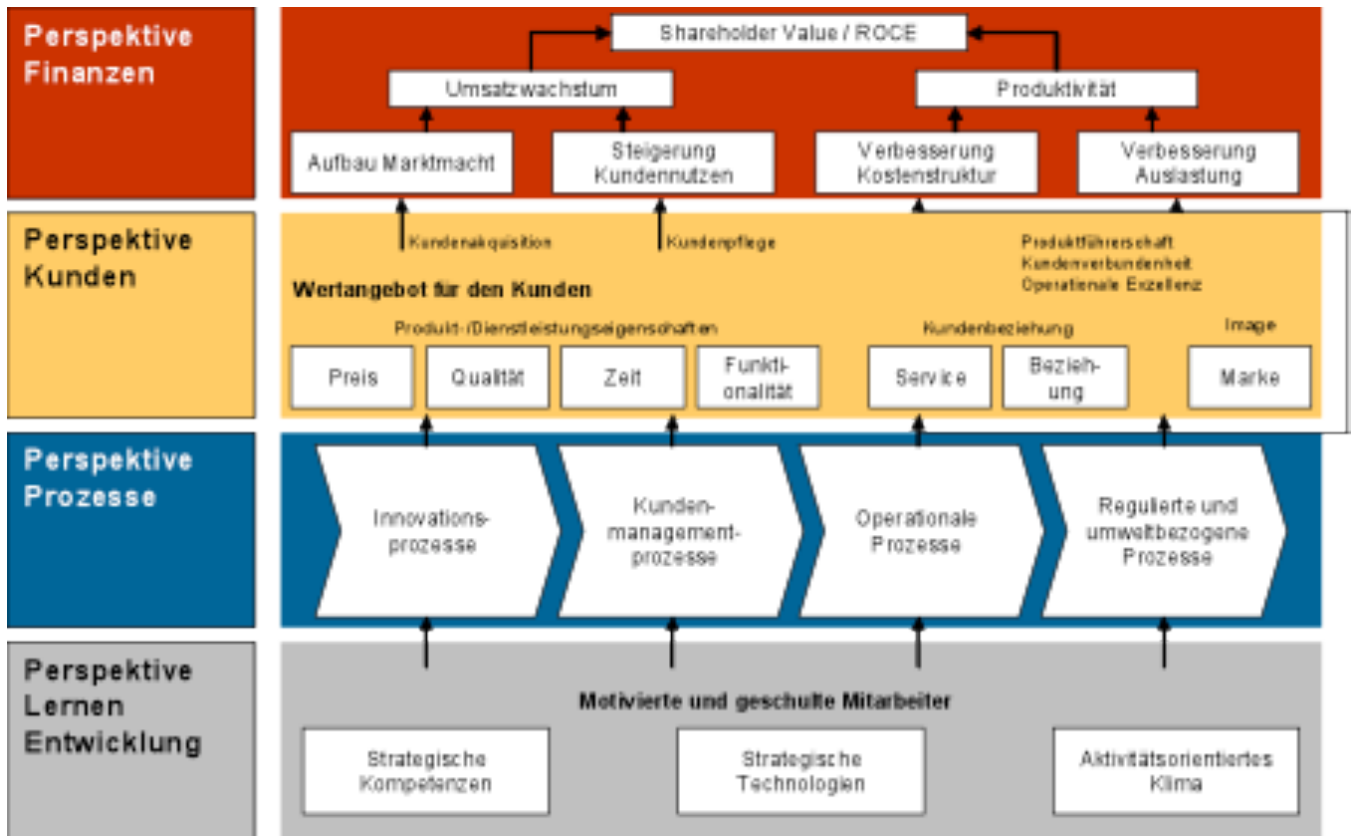 Perspektive
Finanzen
Shareholder Value / ROCE
Umsatzwachstum
Produktivität
Aufbau Marktmacht
Steigerung
Kundennutzen
Verbesserung
Kostenstruktur
Verbesserung
Auslastung
Perspektive
Kunden
Kundenakquisition
Kundenpflege
Produktführerschaft
Kundenverbundenheit
Operationale Exzellenz
Wertangebot für den Kunden
Produkt-/Dienstleistungseigenschaften
Kundenbeziehung
Image
Preis
Qualität
Zeit
Funkti-
onalität
Service
Bezieh-
ung
Marke
Perspektive
Prozesse
Innovations-
prozesse
Kunden-
management-
prozesse
Operationale
Prozesse
Regulierte und
umweltbezogene
Prozesse
Perspektive
Lernen
Entwicklung
Motivierte und geschulte Mitarbeiter
Strategische
Kompetenzen
Strategische
Technologien
Aktivitätsorientiertes
Klima